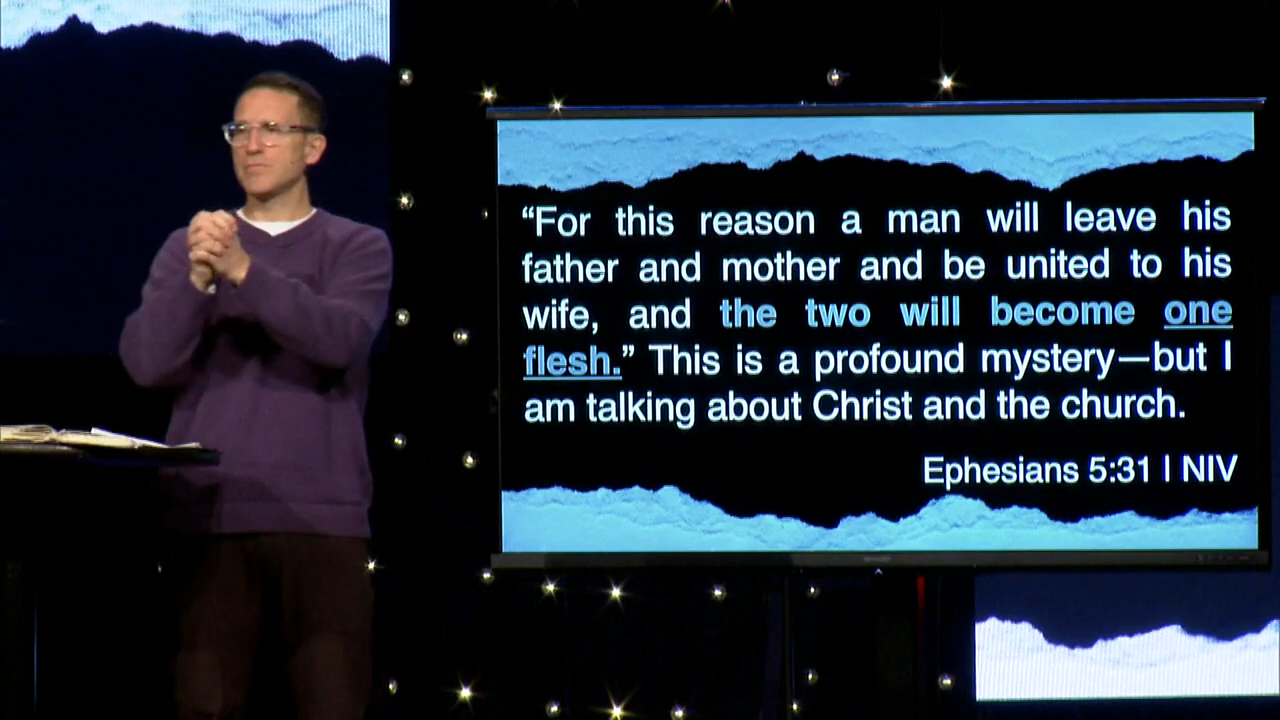 “For this reason a man will leave his
father and mother and be united to his
wife, and the two will become one
flesh.” This is a profound mystery—but I
am talking about Christ and the church.
Ephesians 5:31 | NIV